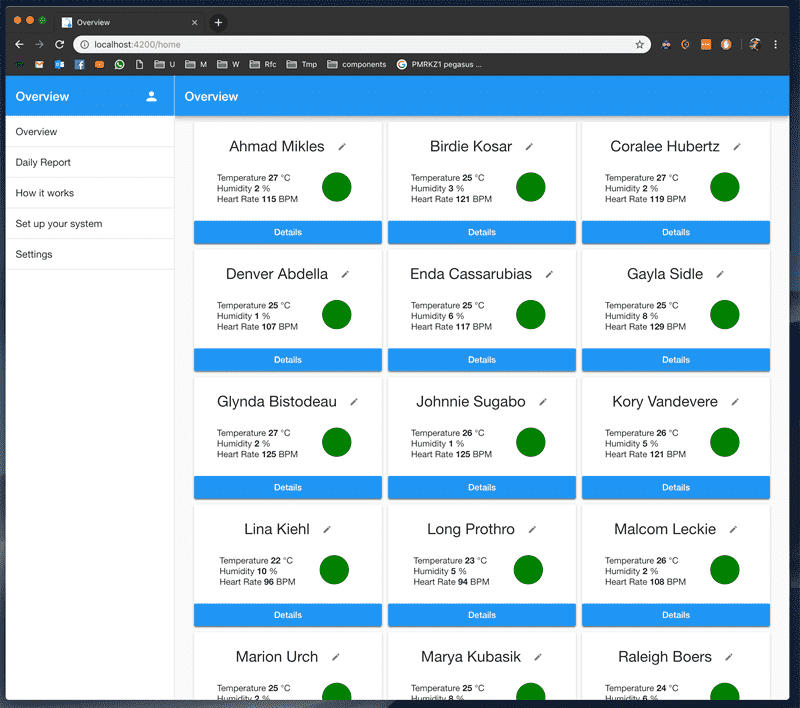 Overview
localhost:4200/home
U
M
W
Rfc
Tmp
components
PMRKZ1 pegasus ...
Overview
Overview
Overview
Daily Report
How it works
Set up your system
Settings
Ahmad Mikles
Temperature 27 °C
Humidity 2 %
Heart Rate 115 BPM
Details
Birdie Kosar
Temperature 25 °C
Humidity 3 %
Heart Rate 121 BPM
Details
Coralee Hubertz
Temperature 27 °C
Humidity 2 %
Heart Rate 119 BPM
Details
Denver Abdella
Temperature 25 °C
Humidity 1 %
Heart Rate 107 BPM
Details
Enda Cassarubias
Temperature 25 °C
Humidity 6 %
Heart Rate 117 BPM
Details
Gayla Sidle
Temperature 25 °C
Humidity 8 %
Heart Rate 129 BPM
Details
Glynda Bistodeau
Temperature 27 °C
Humidity 2 %
Heart Rate 125 BPM
Details
Johnnie Sugabo
Temperature 26 °C
Humidity 1 %
Heart Rate 125 BPM
Details
Kory Vandevere
Temperature 26 °C
Humidity 5 %
Heart Rate 121 BPM
Details
Lina Kiehl
Temperature 22 °C
Humidity 10 %
Heart Rate 96 BPM
Details
Long Prothro
Temperature 23 °C
Humidity 5 %
Heart Rate 94 BPM
Details
Malcom Leckie
Temperature 26 °C
Humidity 2 %
Heart Rate 108 BPM
Details
Marion Urch
Temperature 25 °C
Humidity 2 %
Marya Kubasik
Temperature 25 °C
Humidity 8 %
Raleigh Boers
Temperature 24 °C
Humidity 6 %